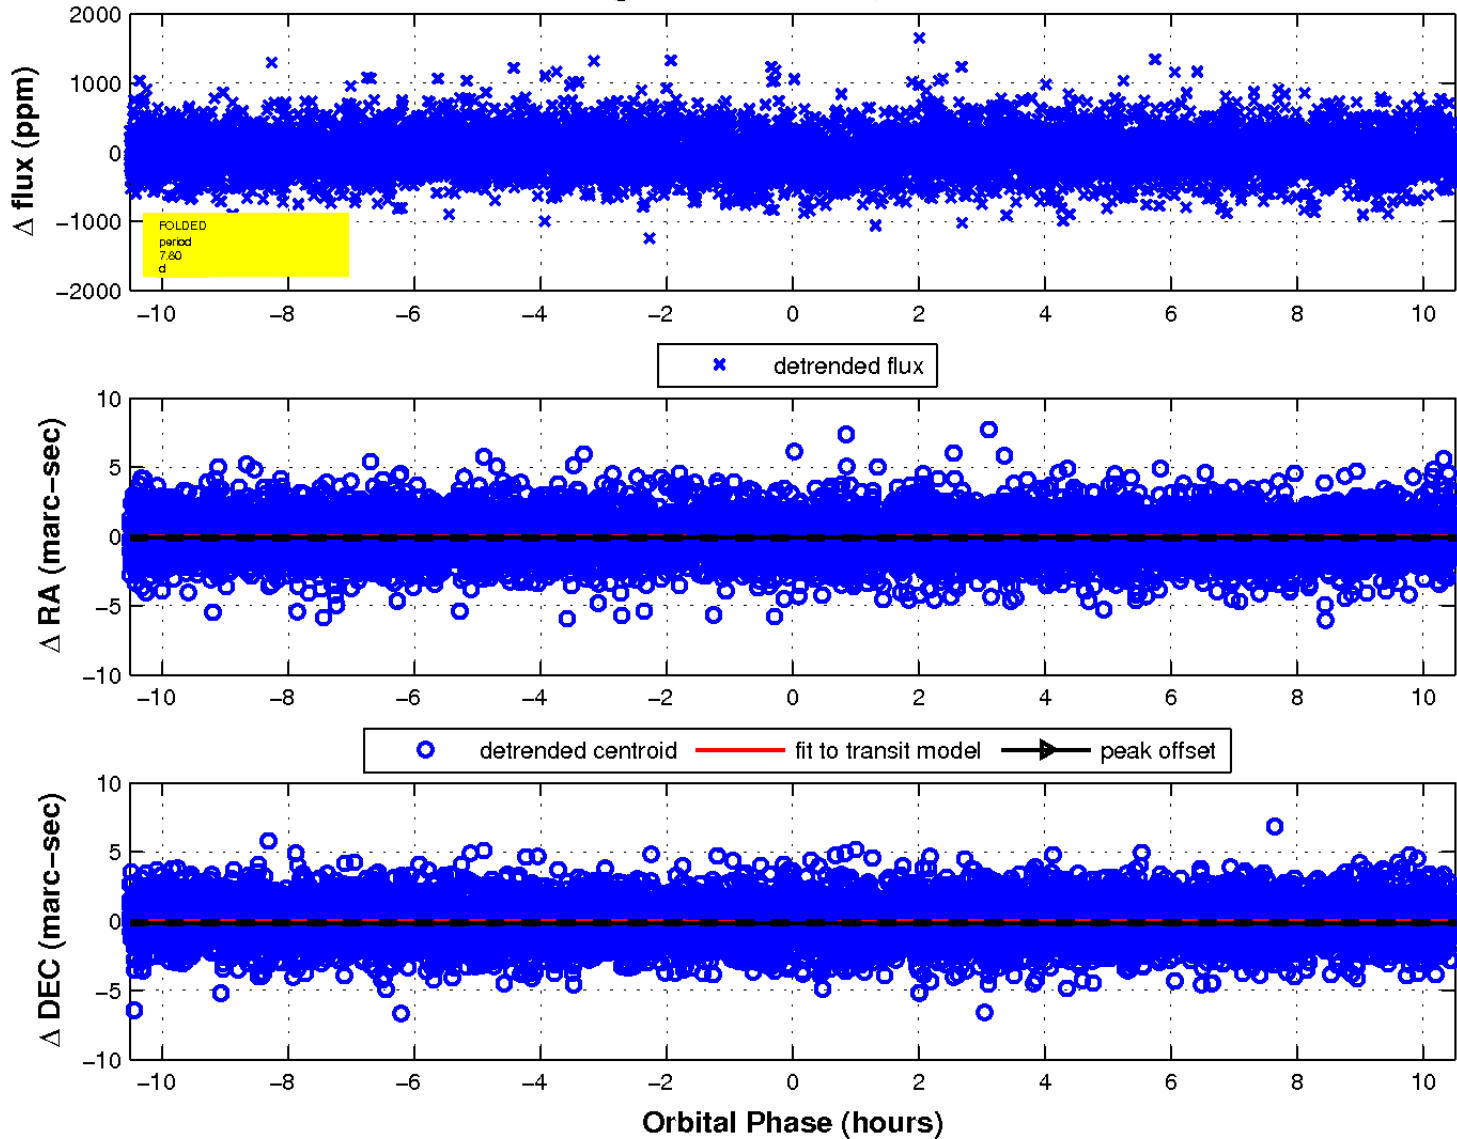 2000
1000
0
−1000
−2000
Δ flux (ppm)
FOLDED
period
7.80
d
−10 −8 −6 −4 −2 0 2 4 6 8 10
detrended flux
10
5
0
−5
−10
Δ RA (marc−sec)
−10 −8 −6 −4 −2 0 2 4 6 8 10
detrended centroid fit to transit model peak offset
10
5
0
−5
−10
Δ DEC (marc−sec)
−10 −8 −6 −4 −2 0 2 4 6 8 10
Orbital Phase (hours)